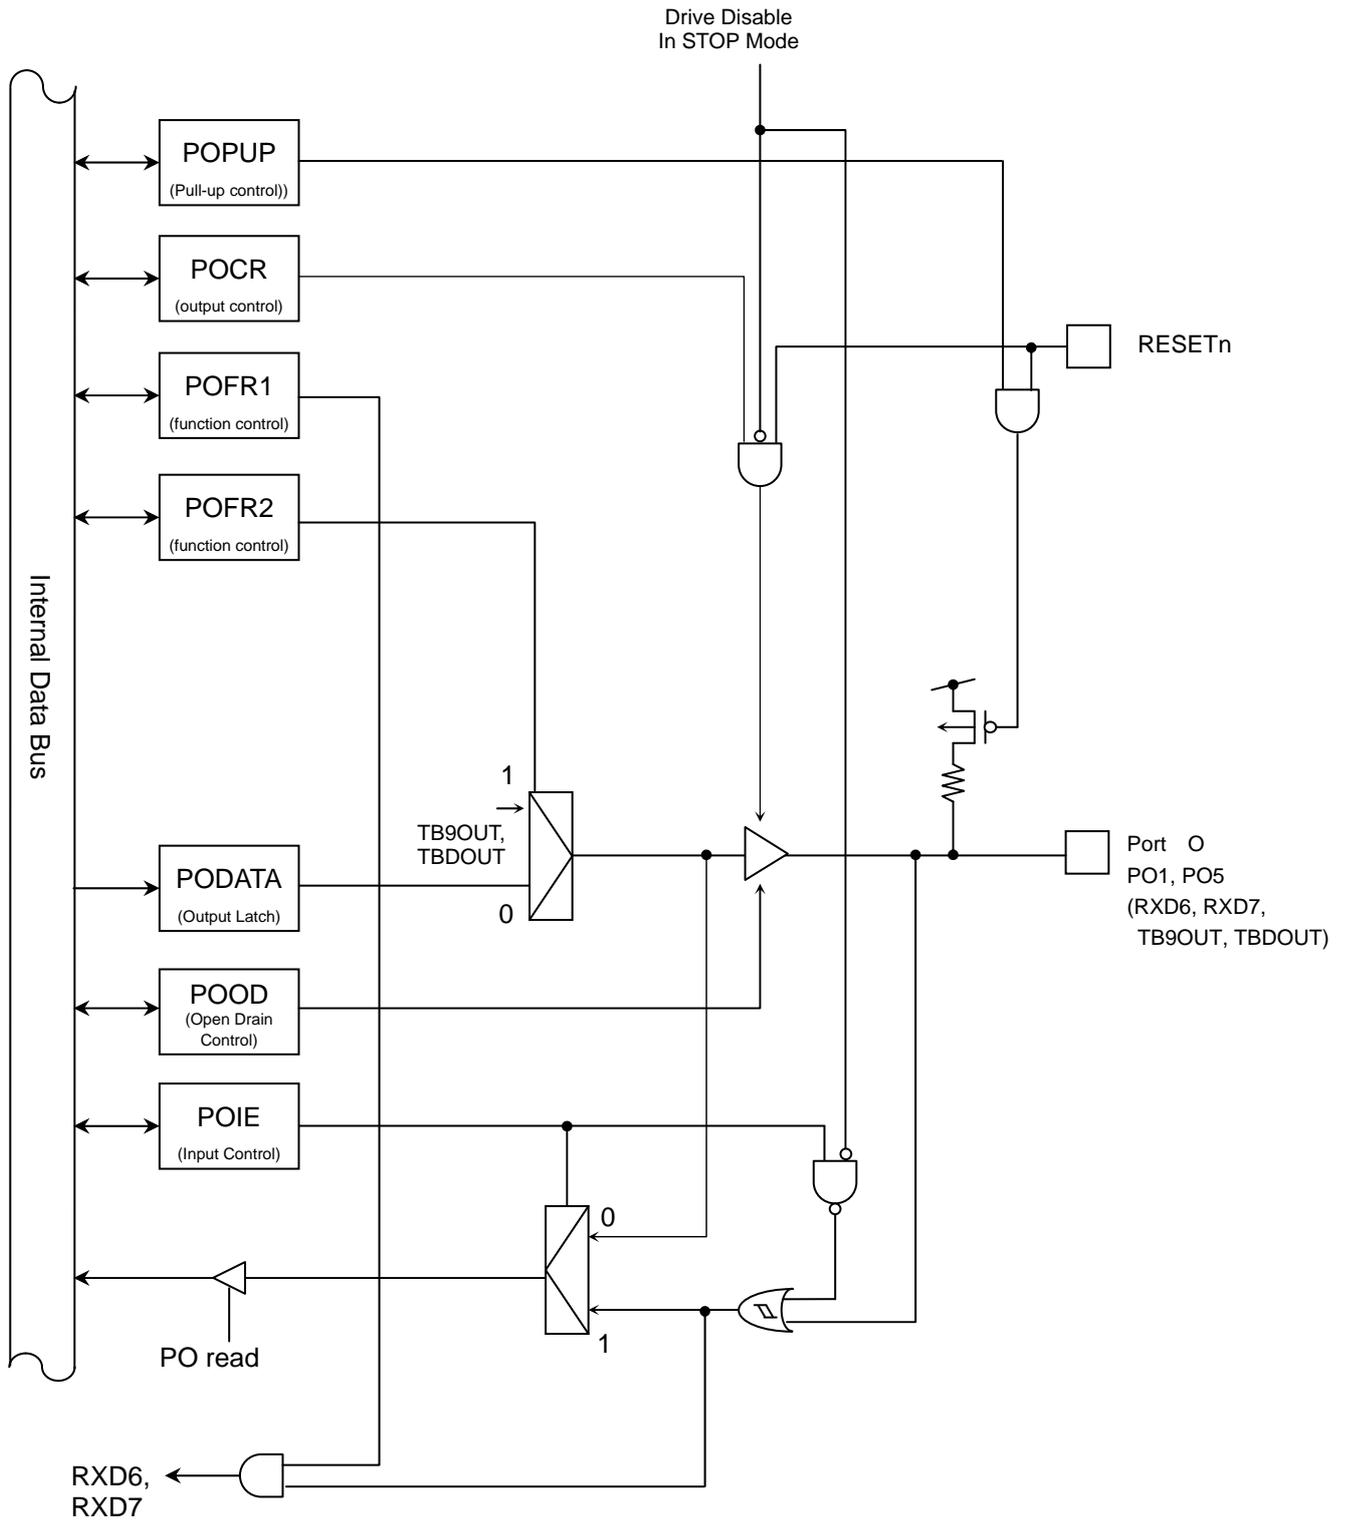 Drive Disable
In STOP Mode
POPUP
(Pull-up control))
POCR
(output control)
RESETn
POFR1
(function control)
POFR2
(function control)
Internal Data Bus
1
TB9OUT,
TBDOUT
0
PODATA
(Output Latch)
Port O
PO1, PO5
(RXD6, RXD7,
TB9OUT, TBDOUT)
POOD
(Open Drain
Control)
POIE
(Input Control)
0
1
PO read
RXD6,
RXD7